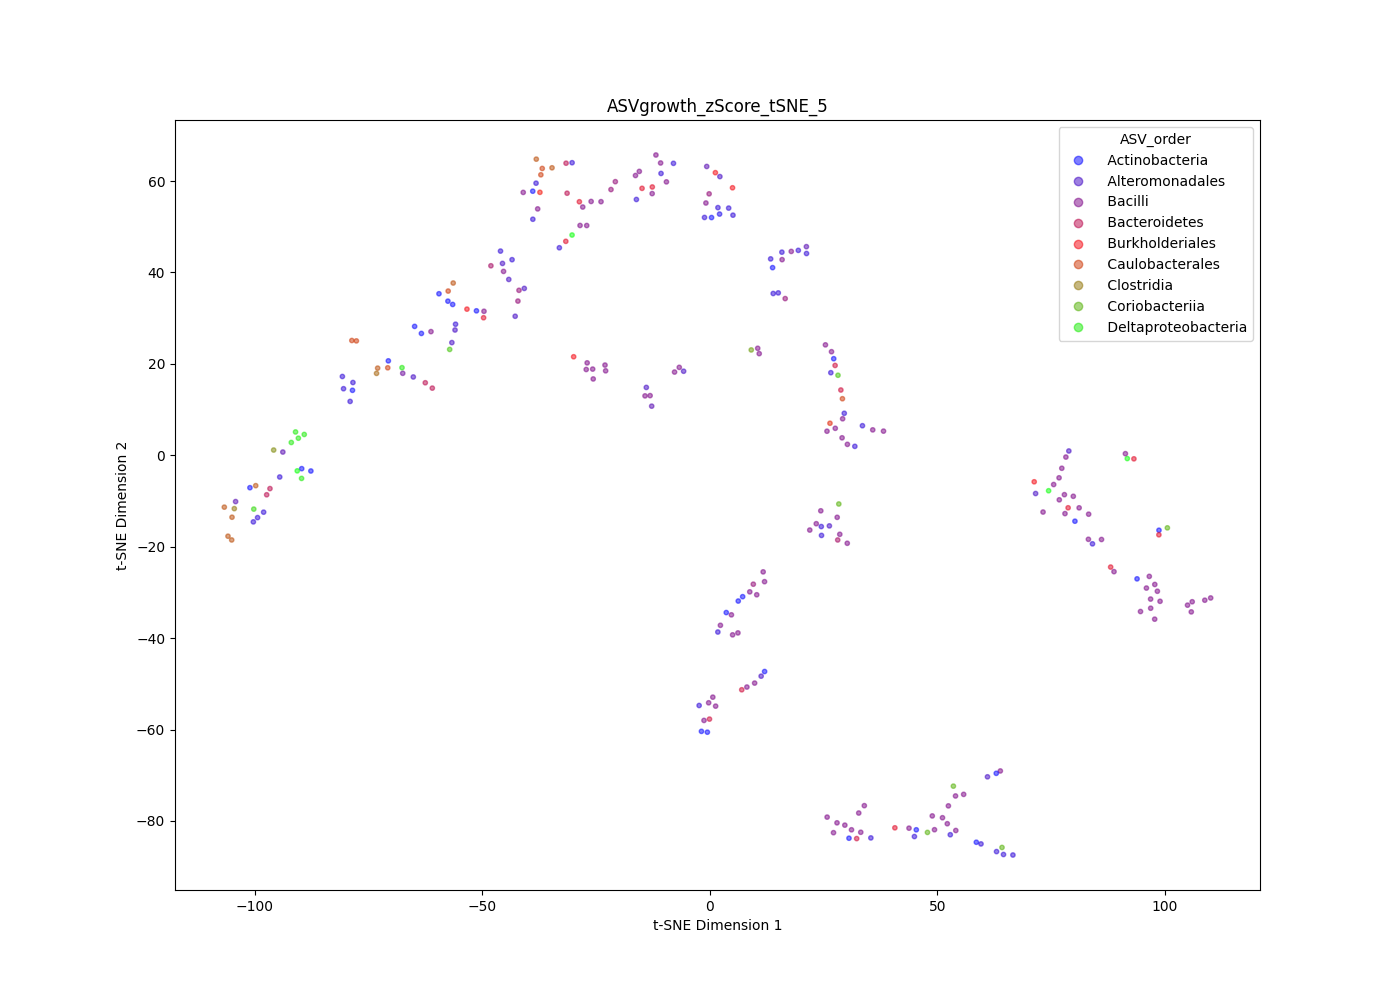 ASVgrowth_zScore_tSNE_5
ASV_order
Actinobacteria
Alteromonadales
Bacilli
Bacteroidetes
Burkholderiales
Caulobacterales
Clostridia
Coriobacteriia
Deltaproteobacteria
60
40
20
0
−20
−40
−60
−80
t-SNE Dimension 2
−100
−50
0
50
100
t-SNE Dimension 1